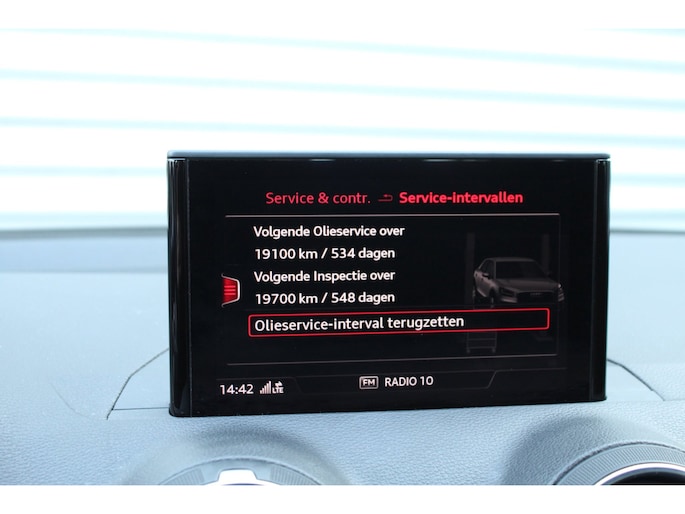 Service & contr. Service-intervallen
Volgende Olieservice over
19100 km / 534 dagen
Volgende Inspectie over
19700 km / 548 dagen
Olieservice-interval terugzetten
14:42 LTE FM RADIO 10